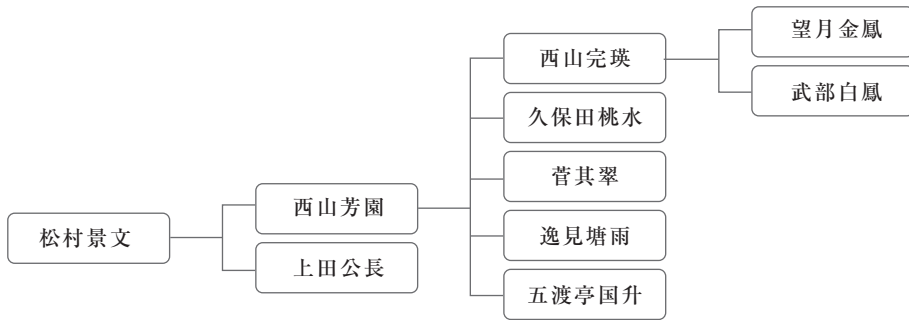 望月金鳳
西山完瑛
武部白鳳
久保田桃水
菅其翠
西山芳園
松村景文
逸見塘雨
上田公長
五渡亭国升